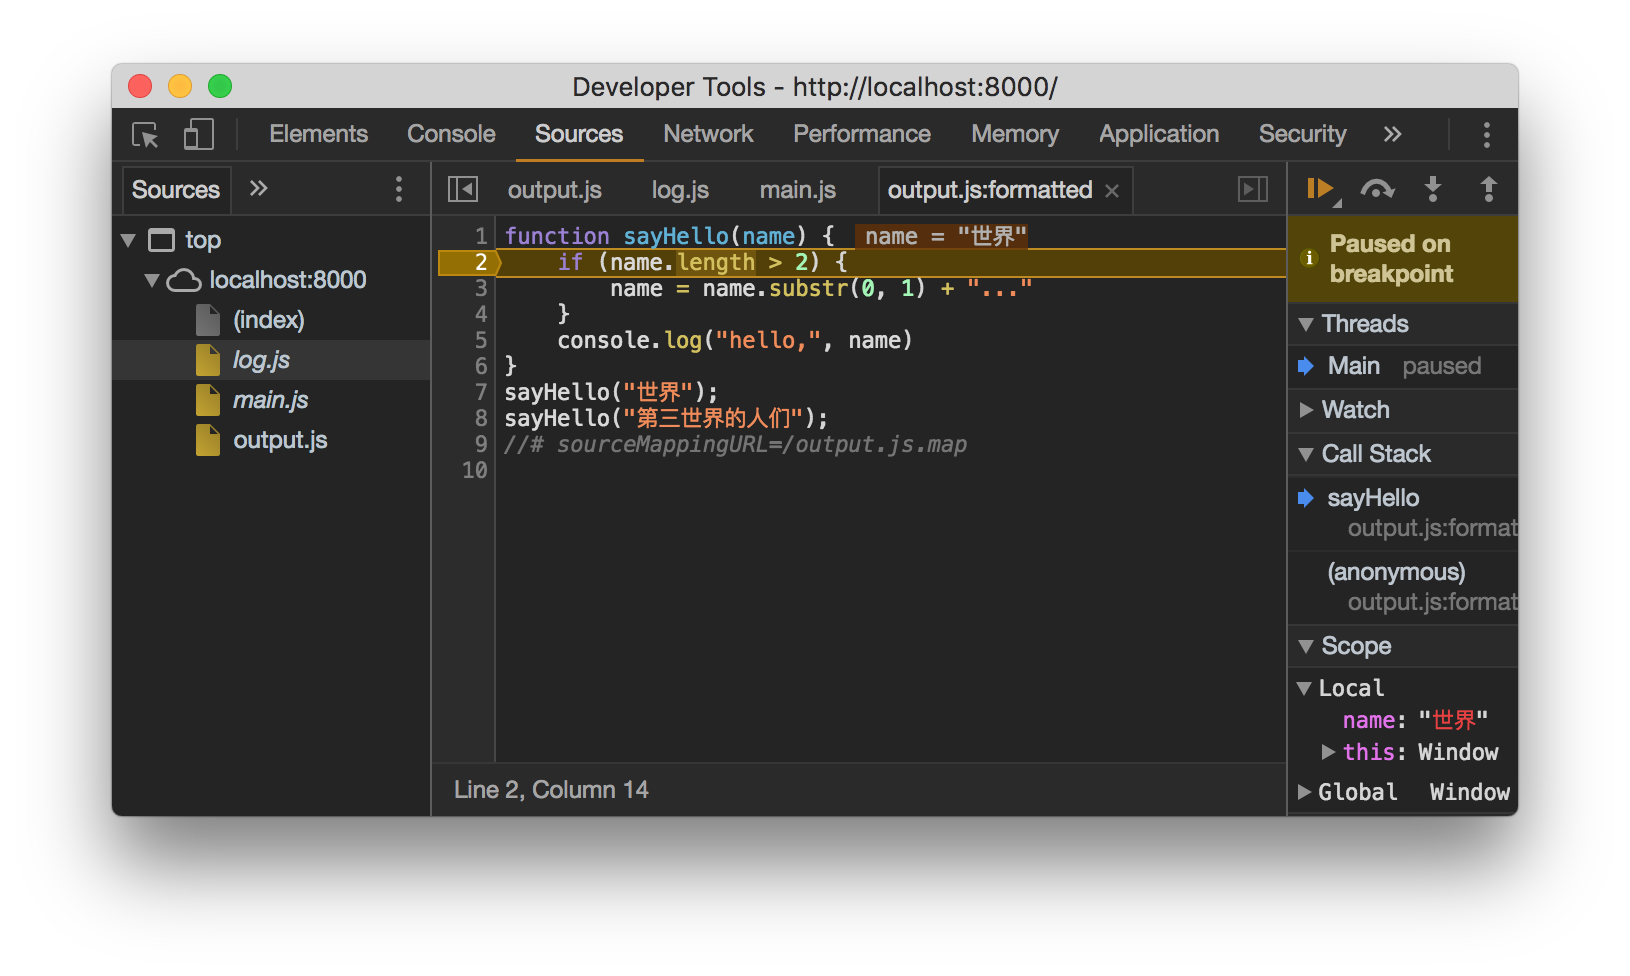 Developer Tools - http://localhost:8000/
Elements Console Sources Network Performance Memory Application Security »
Sources »
output.js log.js main.js output.js:formatted ×
top
localhost:8000
(index)
log.js
main.js
output.js
1 function sayHello(name) { name = "世界"
2 if (name.length > 2) {
3 name = name.substr(0, 1) + "..."
4 }
5 console.log("hello,", name)
6 }
7 sayHello("世界");
8 sayHello("第三世界的人们");
9 //# sourceMappingURL=/output.js.map
10
Line 2, Column 14
Paused on
breakpoint
Threads
Main paused
Watch
Call Stack
sayHello
output.js:format
(anonymous)
output.js:format
Scope
Local
name: "世界"
this: Window
Global Window